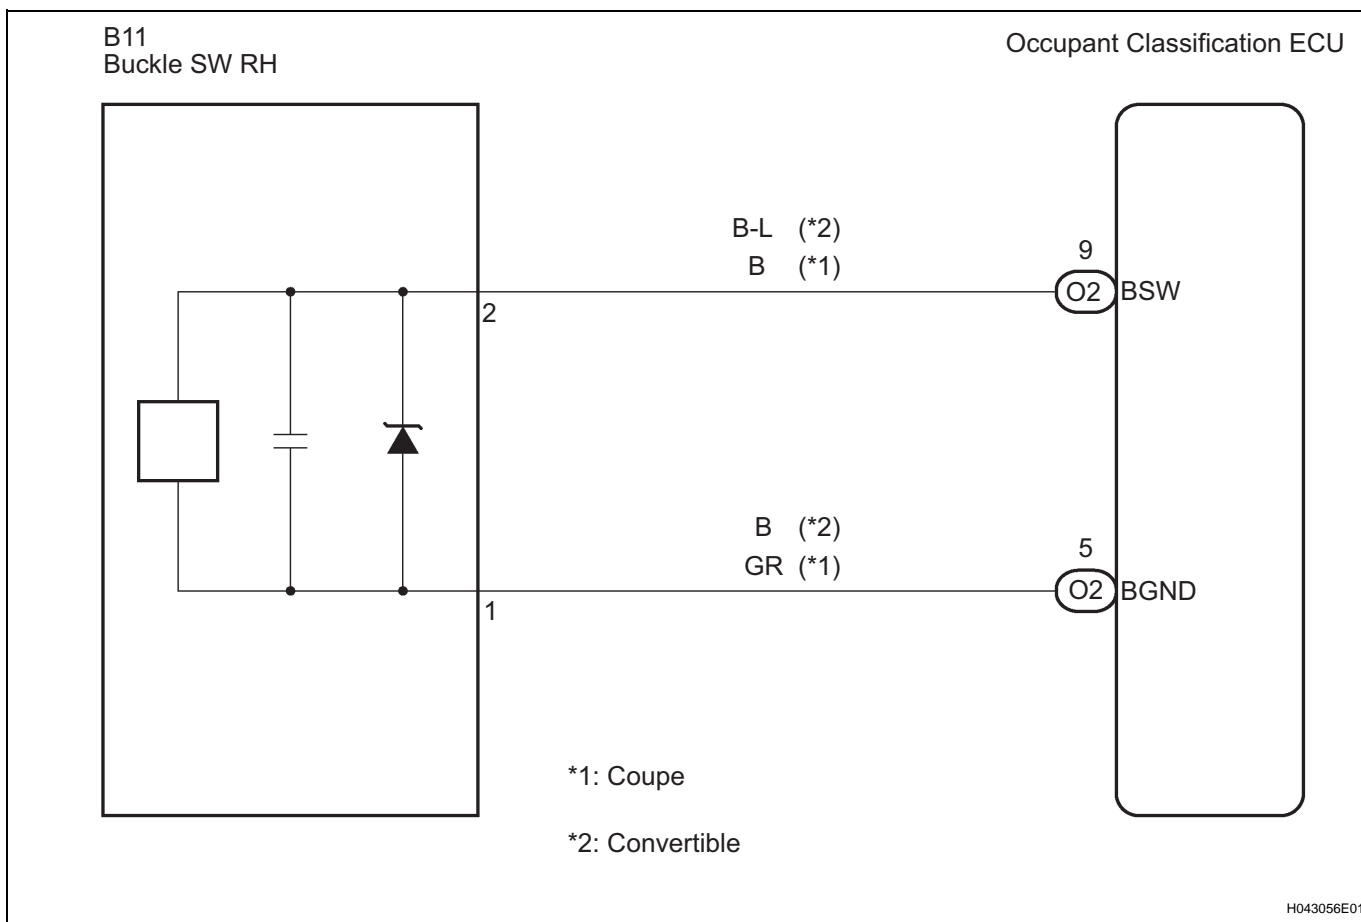 B11
Buckle SW RH
Occupant Classification ECU
B-L (*2)
B (*1)
9
2
O2 BSW
B (*2)
GR (*1)
5
1
O2 BGND
*1: Coupe
*2: Convertible
H043056E01